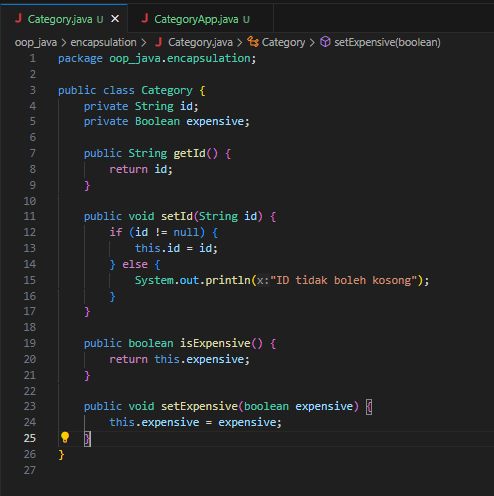 Category.java U ×
CategoryApp.java U
oop_java > encapsulation > Category.java > Category > setExpensive(boolean)
1 package oop_java.encapsulation;
2
3 public class Category {
4 private String id;
5 private Boolean expensive;
6
7 public String getId() {
8 return id;
9 }
10
11 public void setId(String id) {
12 if (id != null) {
13 this.id = id;
14 } else {
15 System.out.println(x:"ID tidak boleh kosong");
16 }
17 }
18
19 public boolean isExpensive() {
20 return this.expensive;
21 }
22
23 public void setExpensive(boolean expensive) {
24 this.expensive = expensive;
25 }
26 }
27